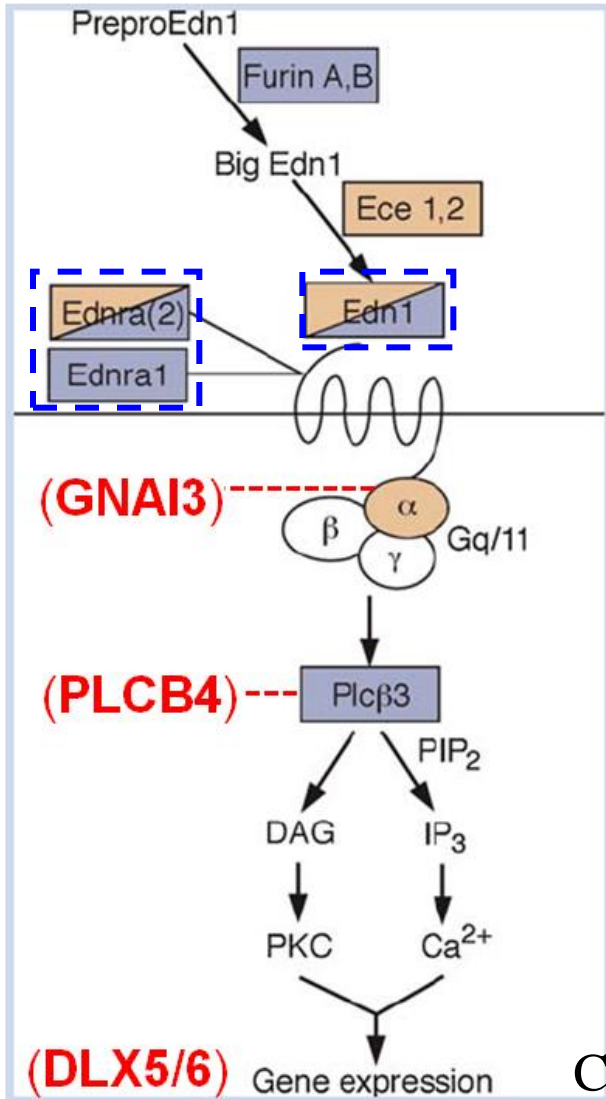 PreproEdn1
Furin A,B
Big Edn1
Ece 1,2
Ednra(2)
Edn1
Ednra1
(GNAI3)
α
β
γ
Gq/11
(PLCB4)
Plcβ3
PIP₂
DAG
IP₃
PKC
Ca²⁺
(DLX5/6)
Gene expression
C